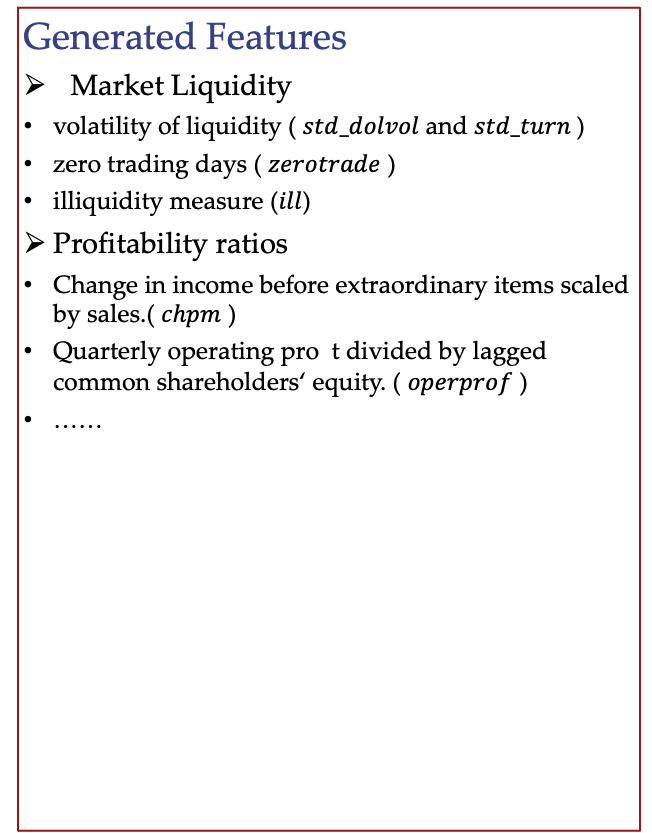 Generated Features
➢ Market Liquidity
• volatility of liquidity ( std_dolvol and std_turn )
• zero trading days ( zerotrade )
• illiquidity measure (ill)
➢ Profitability ratios
• Change in income before extraordinary items scaled
by sales.( chpm )
• Quarterly operating pro t divided by lagged
common shareholders‘ equity. ( operprof )
• ……